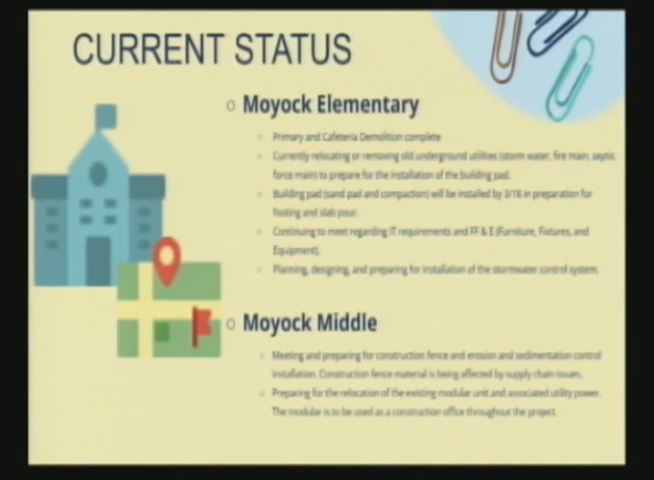 CURRENT STATUS
Moyock Elementary
Primary and Cafeteria Demolition complete
Currently relocating or removing old underground utilities (storm water, fire main, septic
force main) to prepare for the installation of the building pad.
Building pad (sand pad and compaction) will be installed by 3/18 in preparation for
footing and slab pour.
Continuing to meet regarding IT requirements and FF & E (Furniture, Fixtures, and
Equipment).
Planning, designing, and preparing for installation of the stormwater control system.
Moyock Middle
Meeting and preparing for construction fence and erosion and sedimentation control
installation. Construction fence material is being affected by supply chain issues.
Preparing for the relocation of the existing modular unit and associated utility power.
The modular is to be used as a construction office throughout the project.